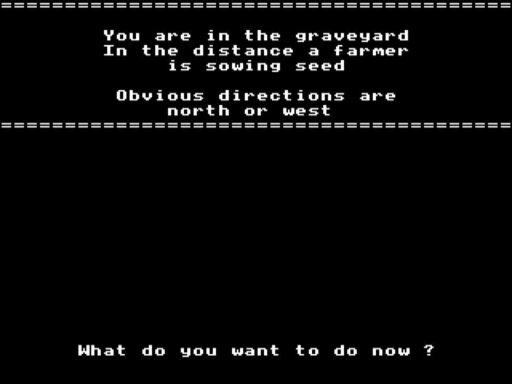 ========================================
You are in the graveyard
In the distance a farmer
is sowing seed
Obvious directions are
north or west
========================================
What do you want to do now ?